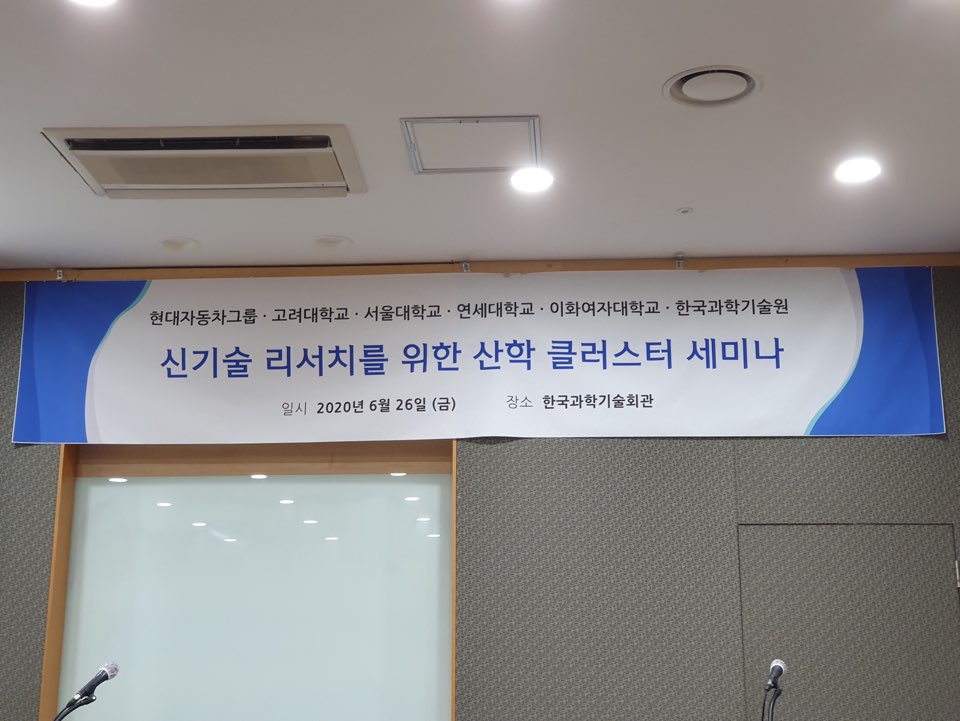 현대자동차그룹 · 고려대학교 · 서울대학교 · 연세대학교 · 이화여자대학교 · 한국과학기술원
신기술 리서치를 위한 산학 클러스터 세미나
일시 2020년 6월 26일 (금) 장소 한국과학기술회관